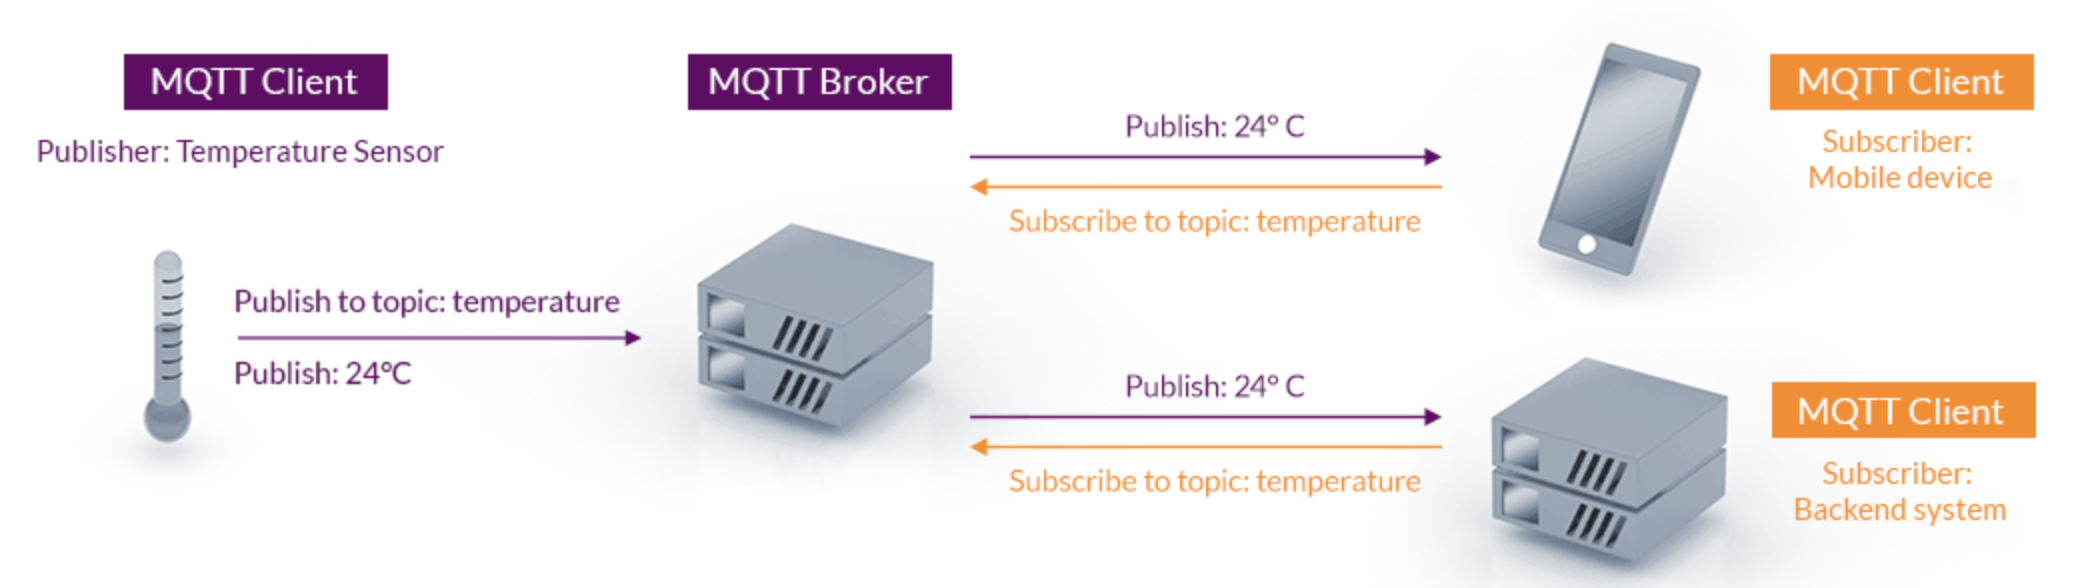 MQTT Client
Publisher: Temperature Sensor
Publish to topic: temperature
Publish: 24°C
MQTT Broker
Publish: 24° C
Subscribe to topic: temperature
MQTT Client
Subscriber:
Mobile device
Publish: 24° C
Subscribe to topic: temperature
MQTT Client
Subscriber:
Backend system